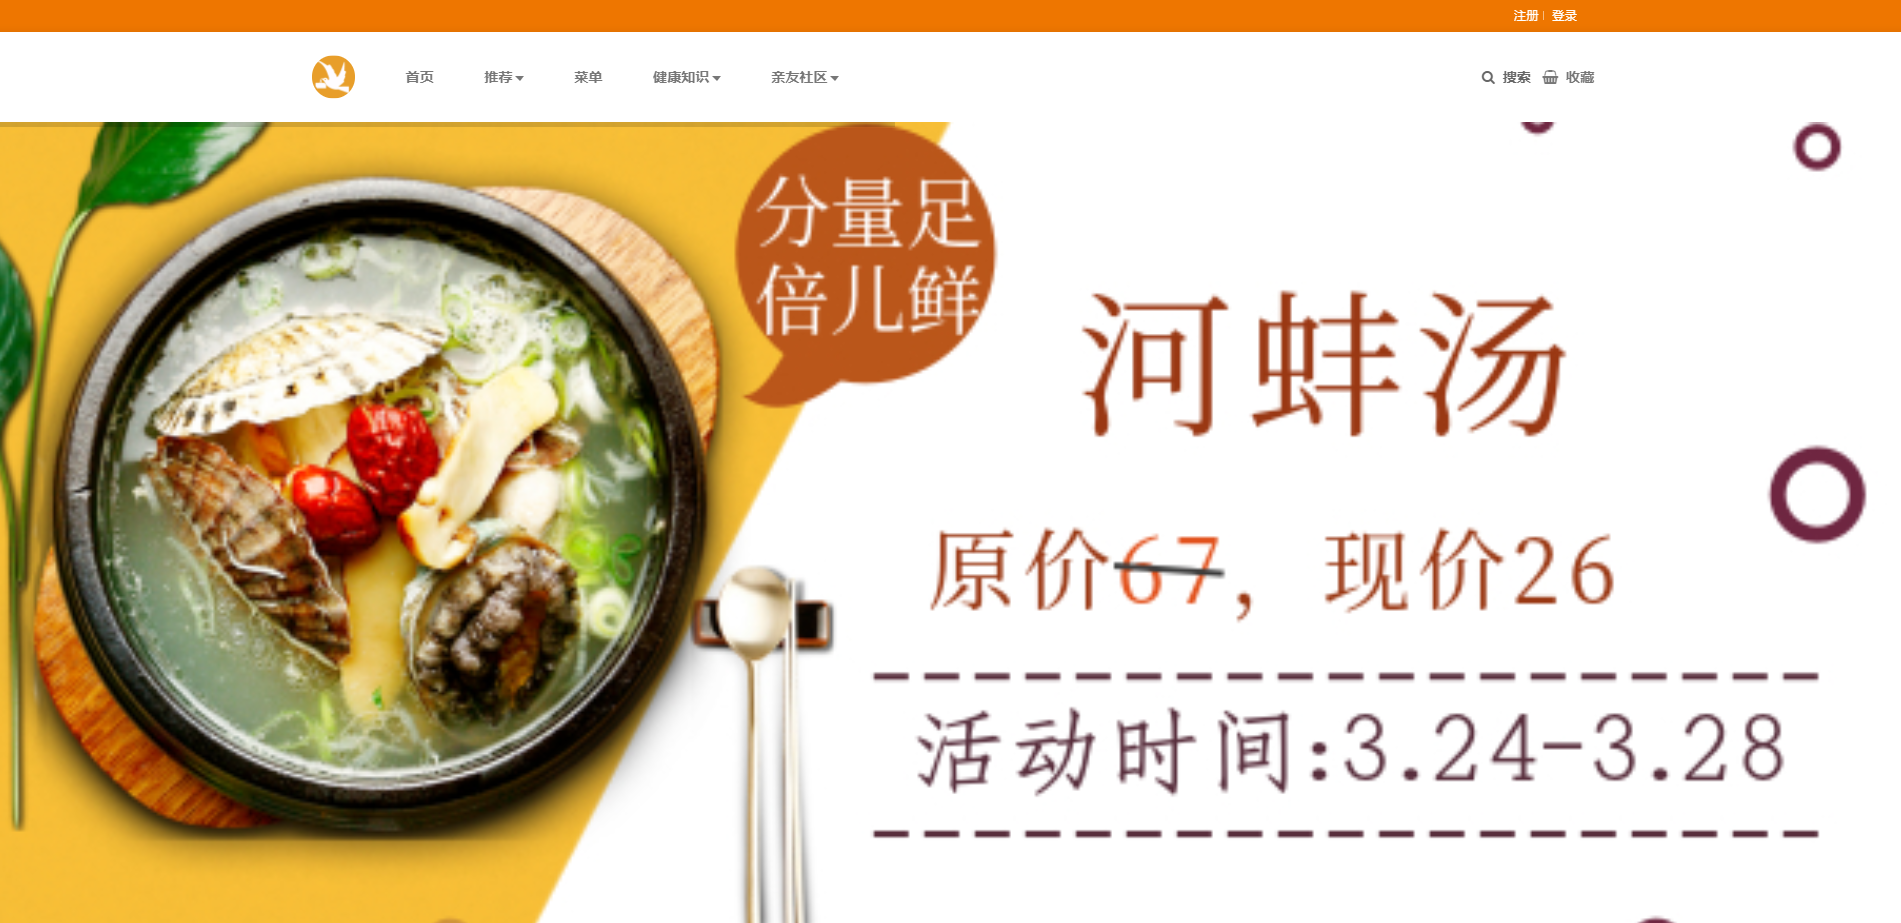 注册 | 登录
首页 推荐 菜单 健康知识 亲友社区 搜索 收藏
分量足
倍儿鲜
河蚌汤
原价67，现价26
活动时间:3.24-3.28